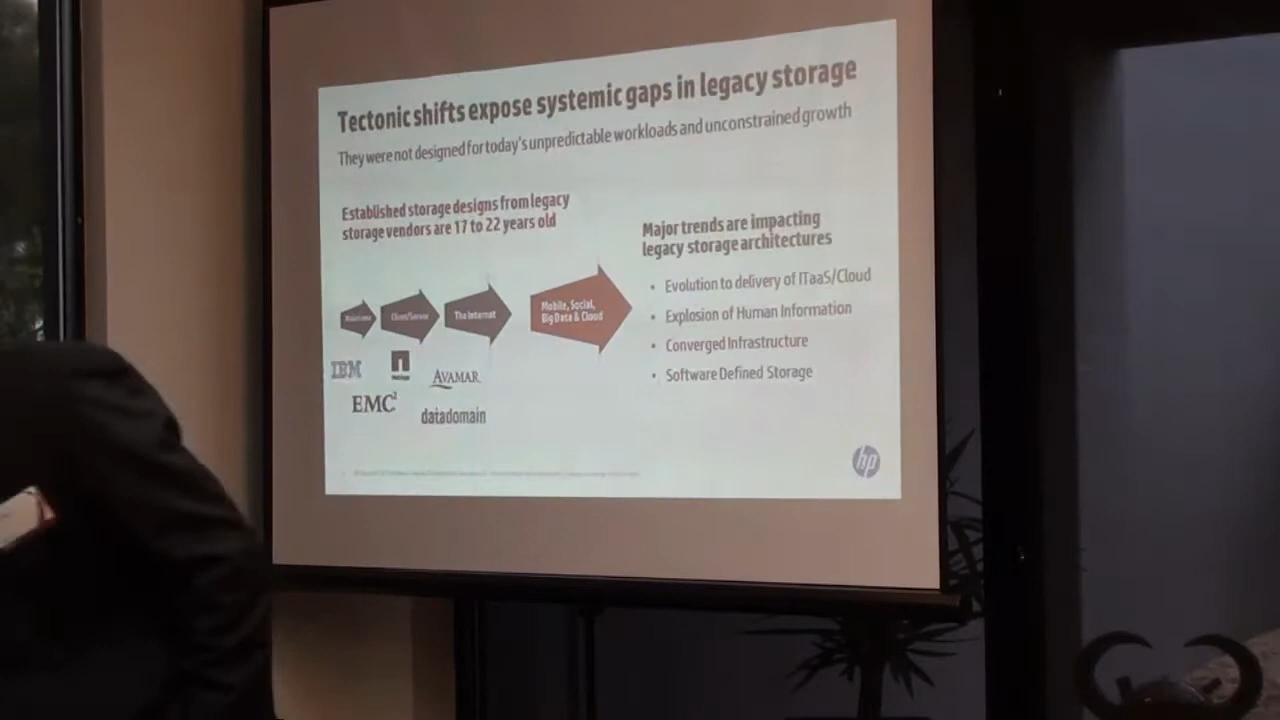 Tectonic shifts expose systemic gaps in legacy storage
They were not designed for today's unpredictable workloads and unconstrained growth
Established storage designs from legacy
storage vendors are 17 to 22 years old
Client/Server
The Internet
Mobile, Social,
Big Data & Cloud
IBM
NetApp
AVAMAR
EMC²
datadomain
Major trends are impacting
legacy storage architectures
• Evolution to delivery of ITaaS/Cloud
• Explosion of Human Information
• Converged Infrastructure
• Software Defined Storage
hp